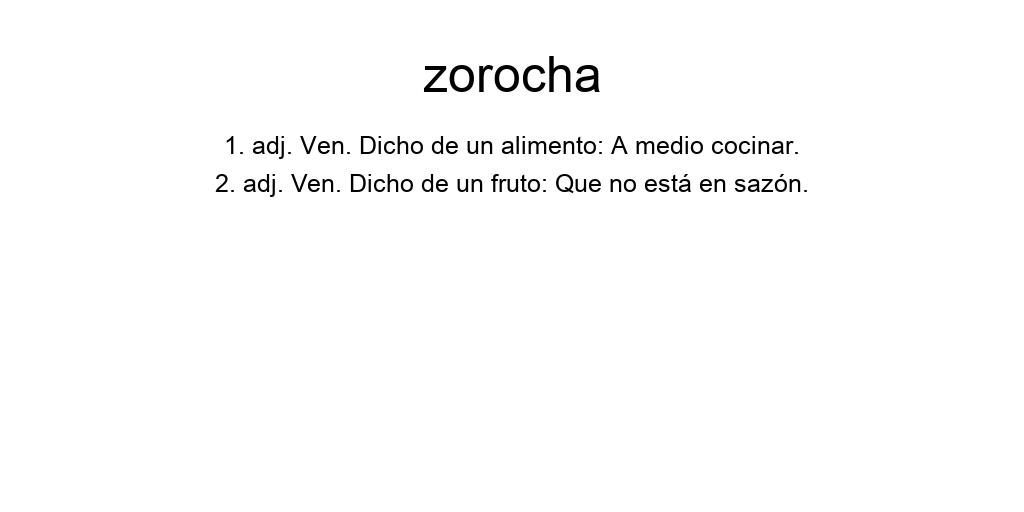 zorocha
1. adj. Ven. Dicho de un alimento: A medio cocinar.
2. adj. Ven. Dicho de un fruto: Que no está en sazón.